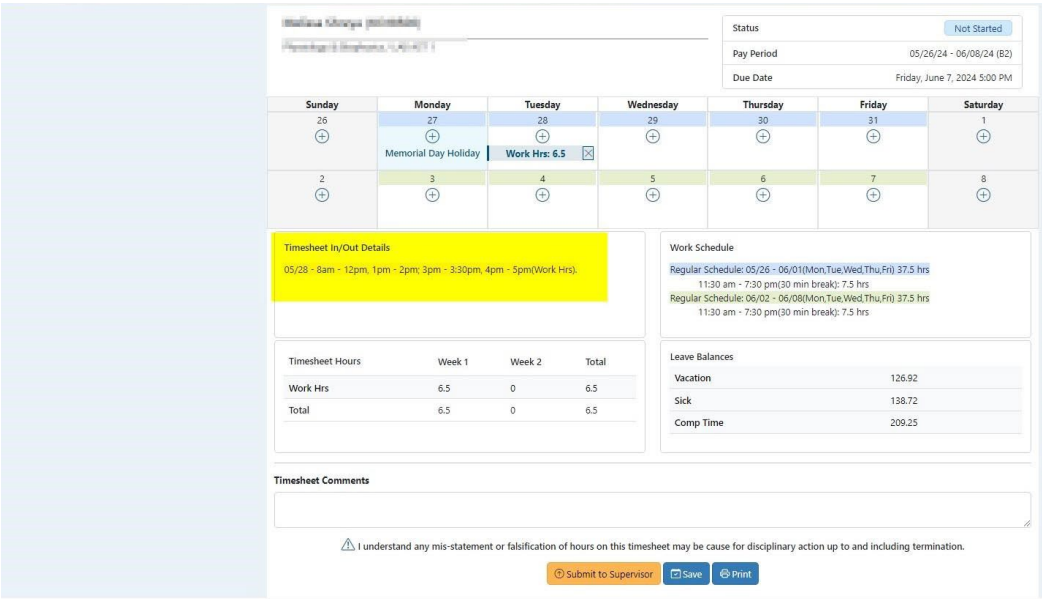 Status Not Started
Pay Period 05/26/24 - 06/08/24 (B2)
Due Date Friday, June 7, 2024 5:00 PM
Sunday Monday Tuesday Wednesday Thursday Friday Saturday
26 27 28 29 30 31 1
Memorial Day Holiday Work Hrs: 6.5
2 3 4 5 6 7 8
Timesheet In/Out Details
05/28 - 8am - 12pm, 1pm - 2pm; 3pm - 3:30pm, 4pm - 5pm(Work Hrs).
Work Schedule
Regular Schedule: 05/26 - 06/01(Mon,Tue,Wed,Thu,Fri) 37.5 hrs
11:30 am - 7:30 pm(30 min break): 7.5 hrs
Regular Schedule: 06/02 - 06/08(Mon,Tue,Wed,Thu,Fri) 37.5 hrs
11:30 am - 7:30 pm(30 min break): 7.5 hrs
Timesheet Hours Week 1 Week 2 Total
Work Hrs 6.5 0 6.5
Total 6.5 0 6.5
Leave Balances
Vacation 126.92
Sick 138.72
Comp Time 209.25
Timesheet Comments
I understand any mis-statement or falsification of hours on this timesheet may be cause for disciplinary action up to and including termination.
Submit to Supervisor Save Print